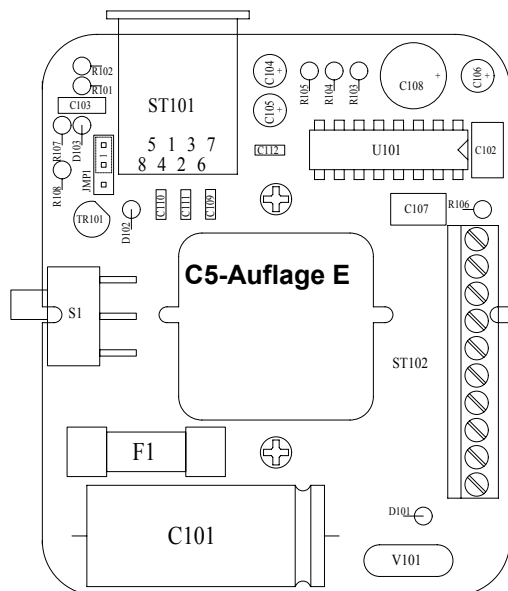 R102
R101
C103
R107
D103
R108
JMP1
1
TR101
D102
ST101
5 1 3 7
8 4 2 6
C110
C111
C109
C104
+
C105
+
C112
R105
R104
R103
C108
+
C106
+
U101
C102
C107
R106
C5-Auflage E
S1
ST102
F1
C101
D101
V101